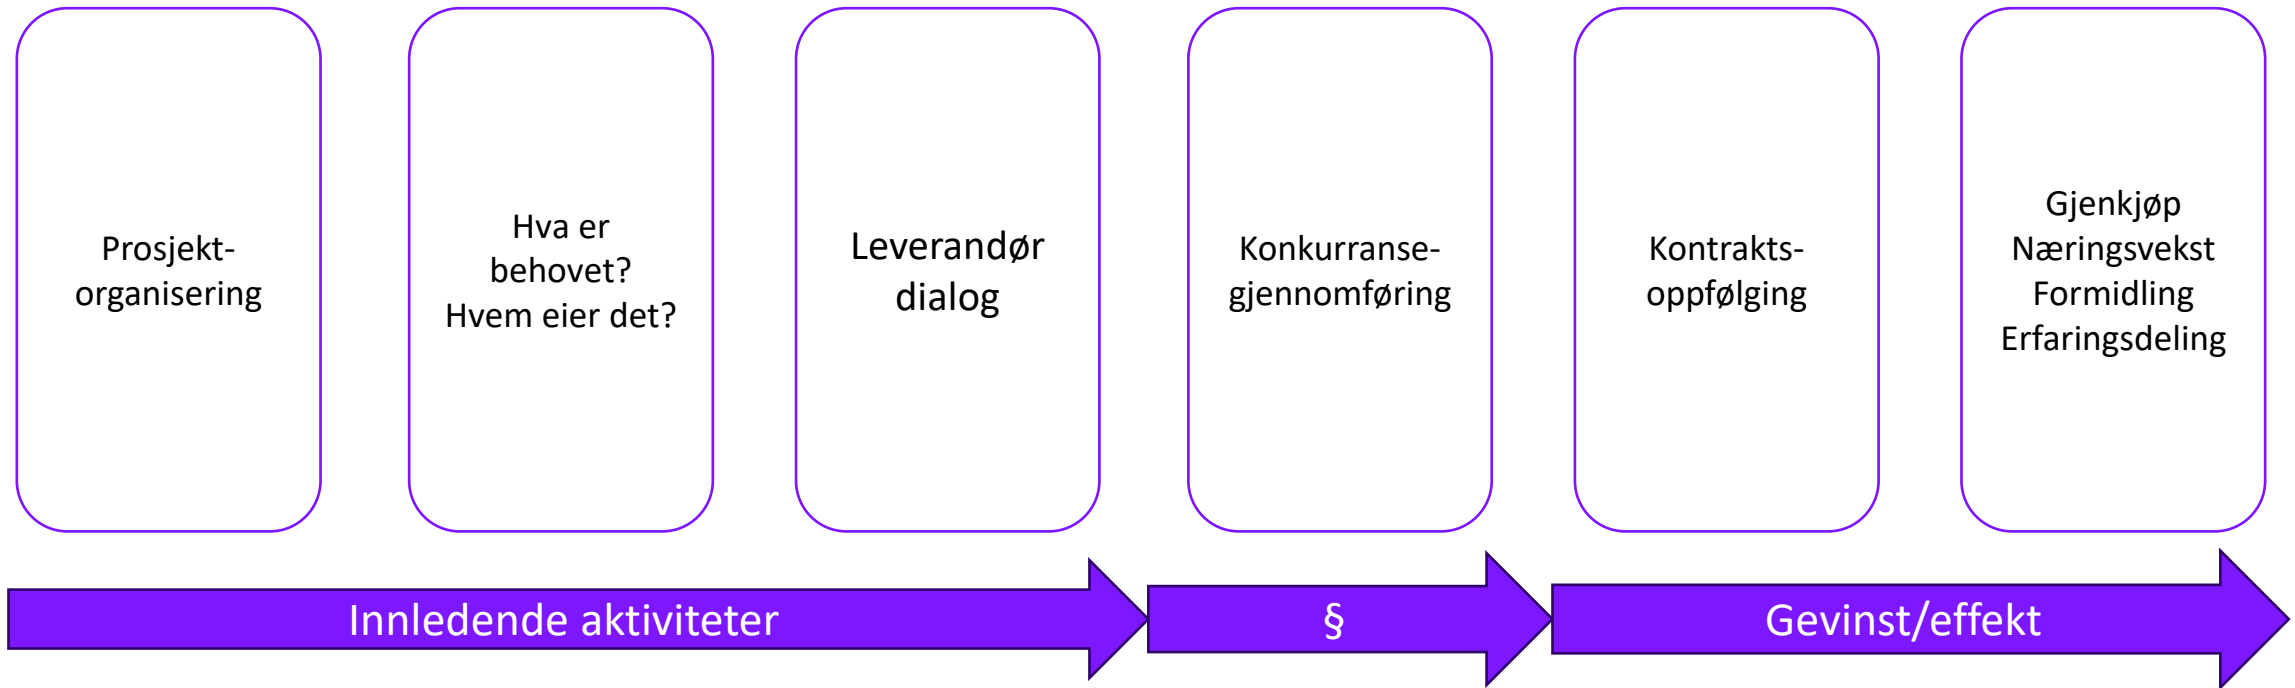 Prosjekt-
organisering
Hva er
behovet?
Hvem eier det?
Leverandør
dialog
Konkurranse-
gjennomføring
Kontrakts-
oppfølging
Gjenkjøp
Næringsvekst
Formidling
Erfaringsdeling
Innledende aktiviteter
§
Gevinst/effekt